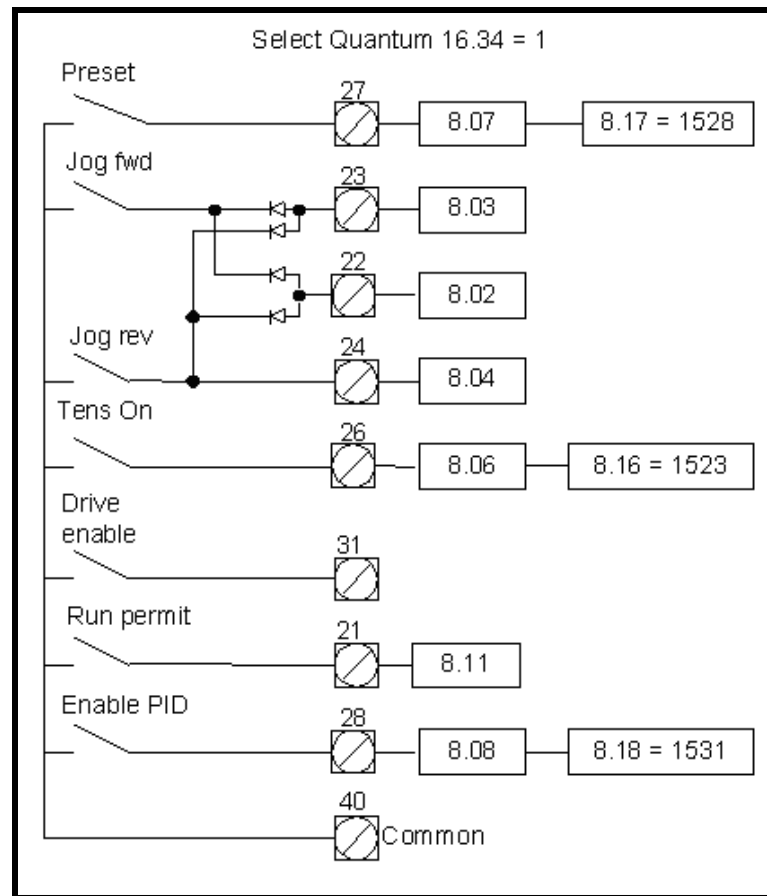 Select Quantum 16.34 = 1
Preset
27
8.07
8.17 = 1528
Jog fwd
23
8.03
22
8.02
Jog rev
24
8.04
Tens On
26
8.06
8.16 = 1523
Drive
enable
31
Run permit
21
8.11
Enable PID
28
8.08
8.18 = 1531
40
Common